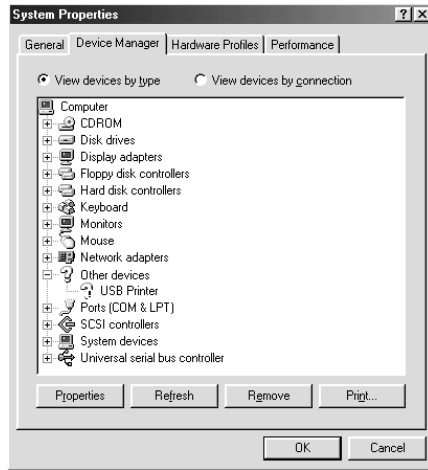 System Properties
General Device Manager Hardware Profiles Performance
View devices by type View devices by connection
Computer
CDROM
Disk drives
Display adapters
Floppy disk controllers
Hard disk controllers
Keyboard
Monitors
Mouse
Network adapters
Other devices
USB Printer
Ports (COM & LPT)
SCSI controllers
System devices
Universal serial bus controller
Properties Refresh Remove Print...
OK Cancel